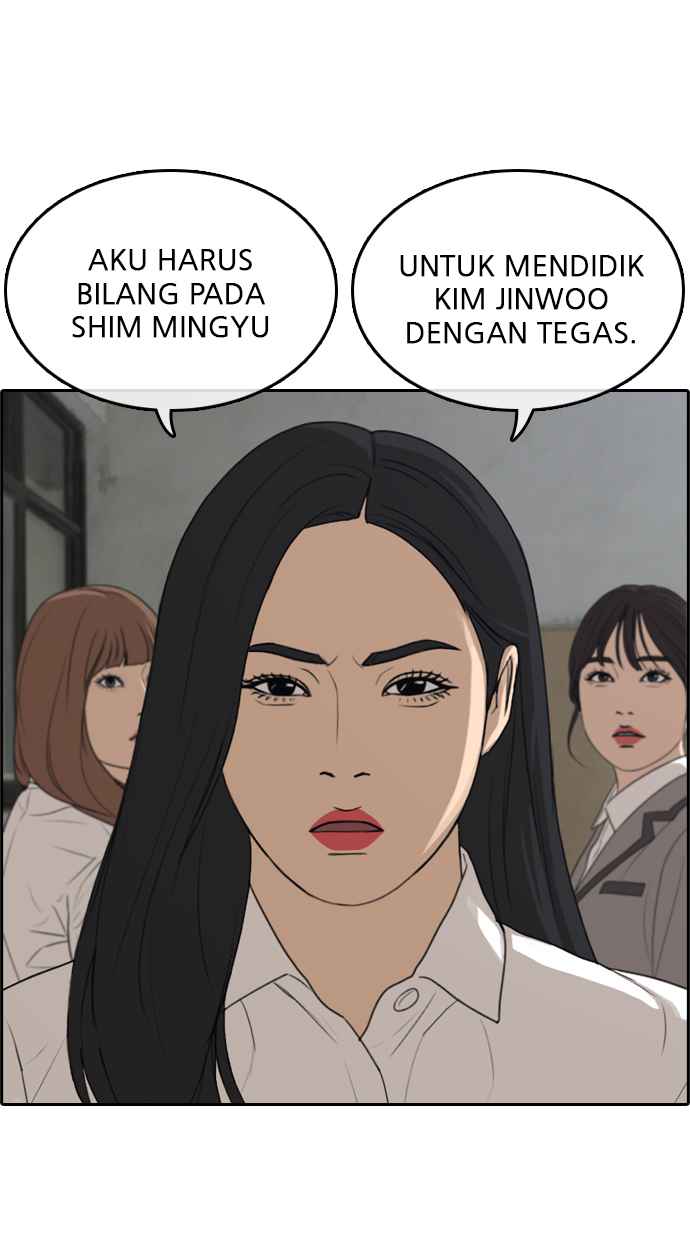 AKU HARUS
BILANG PADA
SHIM MINGYU
UNTUK MENDIDIK
KIM JINWOO
DENGAN TEGAS.